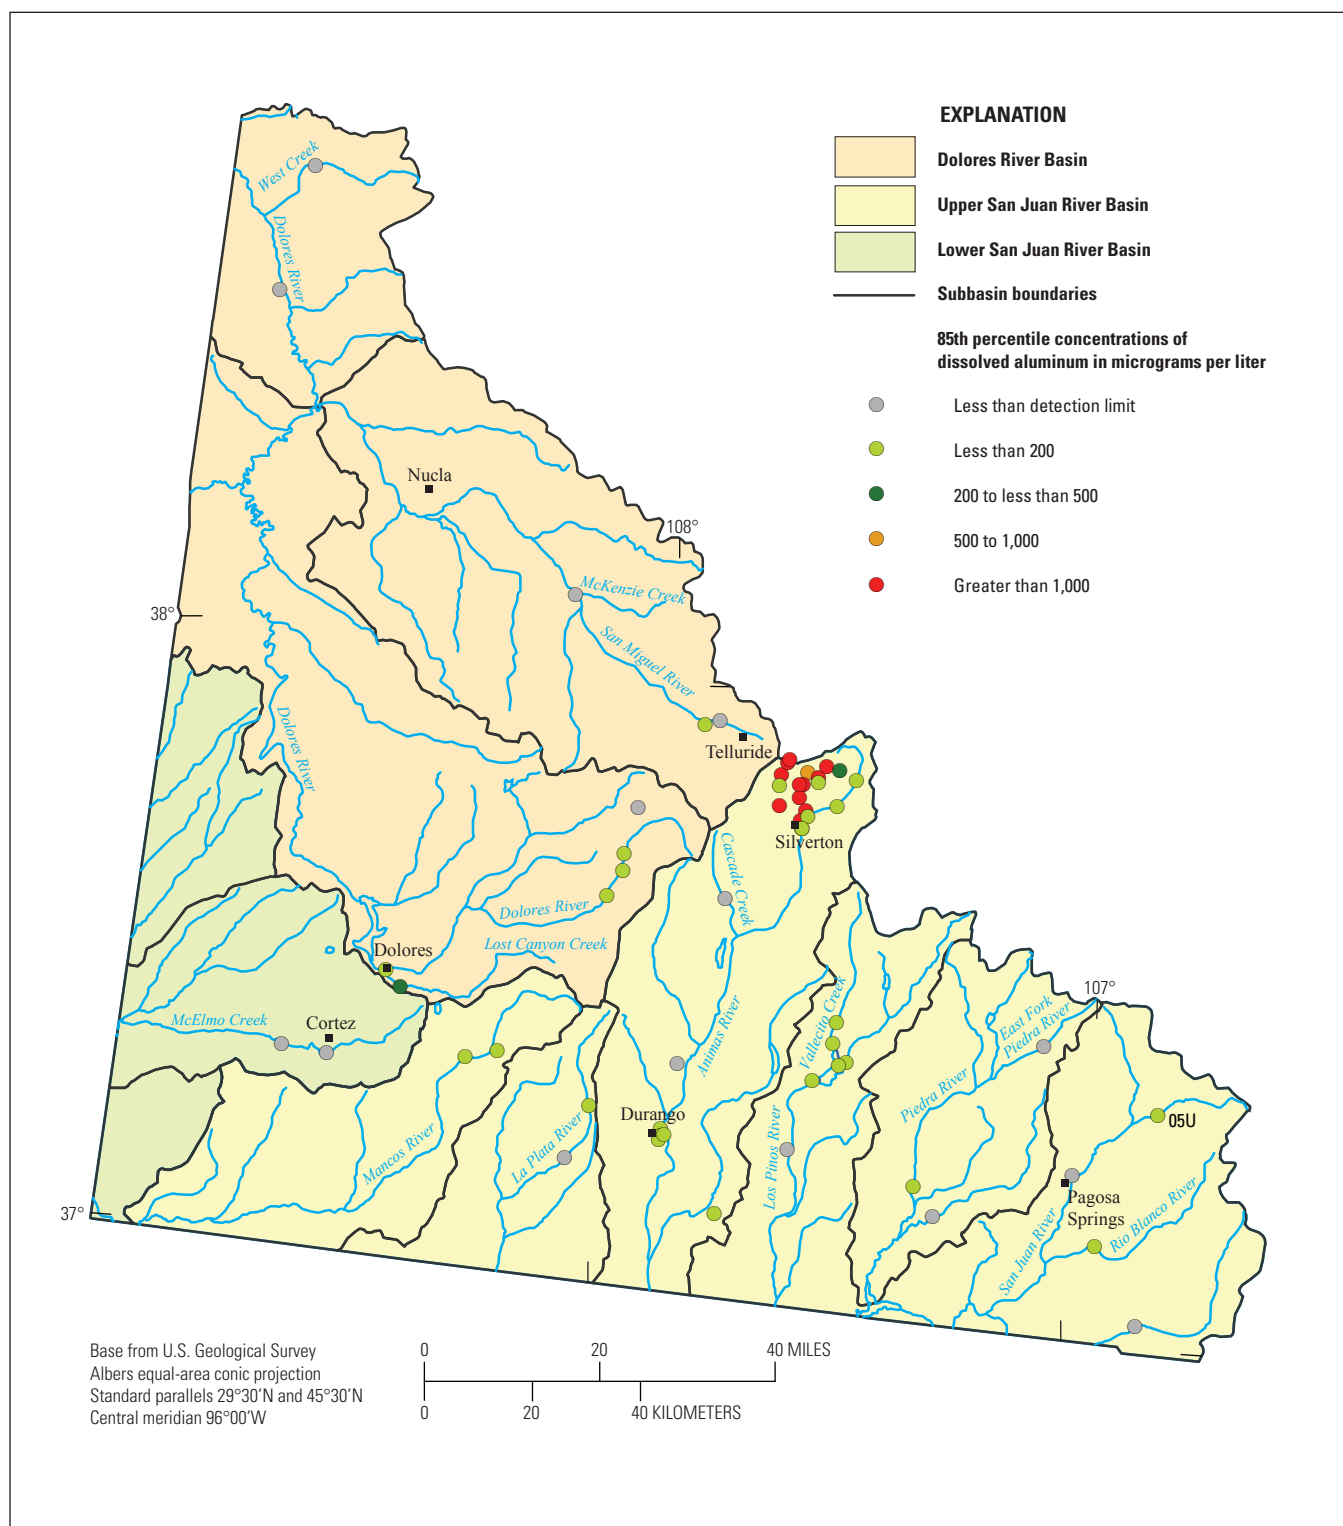 EXPLANATION
Dolores River Basin
Upper San Juan River Basin
Lower San Juan River Basin
Subbasin boundaries
85th percentile concentrations of
dissolved aluminum in micrograms per liter
Less than detection limit
Less than 200
200 to less than 500
500 to 1,000
Greater than 1,000
West Creek
Dolores River
Nucla
108°
McKenzie Creek
38°
San Miguel River
Dolores River
Telluride
Silverton
Cascade Creek
Dolores River
Lost Canyon Creek
Dolores
107°
McElmo Creek
Cortez
Animas River
Vallecito Creek
East Fork
Piedra River
Piedra River
Durango
05U
Mancos River
La Plata River
Los Pinos River
Pagosa
Springs
37°
San Juan River
Rio Blanco River
Base from U.S. Geological Survey
Albers equal-area conic projection
Standard parallels 29°30'N and 45°30'N
Central meridian 96°00'W
0 20 40 MILES
0 20 40 KILOMETERS